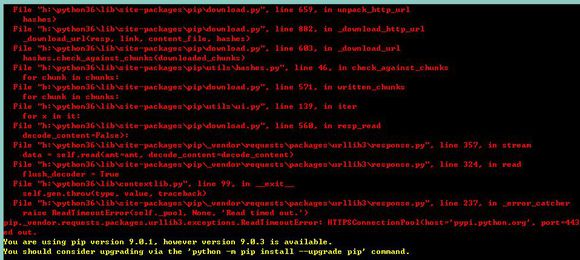 File "h:\python36\lib\site-packages\pip\download.py", line 659, in unpack_http_url
hashes)
File "h:\python36\lib\site-packages\pip\download.py", line 882, in _download_http_url
_download_url(resp, link, content_file, hashes)
File "h:\python36\lib\site-packages\pip\download.py", line 603, in _download_url
hashes.check_against_chunks(downloaded_chunks)
File "h:\python36\lib\site-packages\pip\utils\hashes.py", line 46, in check_against_chunks
for chunk in chunks:
File "h:\python36\lib\site-packages\pip\download.py", line 571, in written_chunks
for chunk in chunks:
File "h:\python36\lib\site-packages\pip\utils\ui.py", line 139, in iter
for x in it:
File "h:\python36\lib\site-packages\pip\download.py", line 560, in resp_read
decode_content=False):
File "h:\python36\lib\site-packages\pip\_vendor\requests\packages\urllib3\response.py", line 357, in stream
data = self.read(amt=amt, decode_content=decode_content)
File "h:\python36\lib\site-packages\pip\_vendor\requests\packages\urllib3\response.py", line 324, in read
flush_decoder = True
File "h:\python36\lib\contextlib.py", line 99, in __exit__
self.gen.throw(type, value, traceback)
File "h:\python36\lib\site-packages\pip\_vendor\requests\packages\urllib3\response.py", line 237, in _error_catcher
raise ReadTimeoutError(self._pool, None, 'Read timed out.')
pip._vendor.requests.packages.urllib3.exceptions.ReadTimeoutError: HTTPSConnectionPool(host='pypi.python.org', port=443
ed out.
You are using pip version 9.0.1, however version 9.0.3 is available.
You should consider upgrading via the 'python -m pip install --upgrade pip' command.